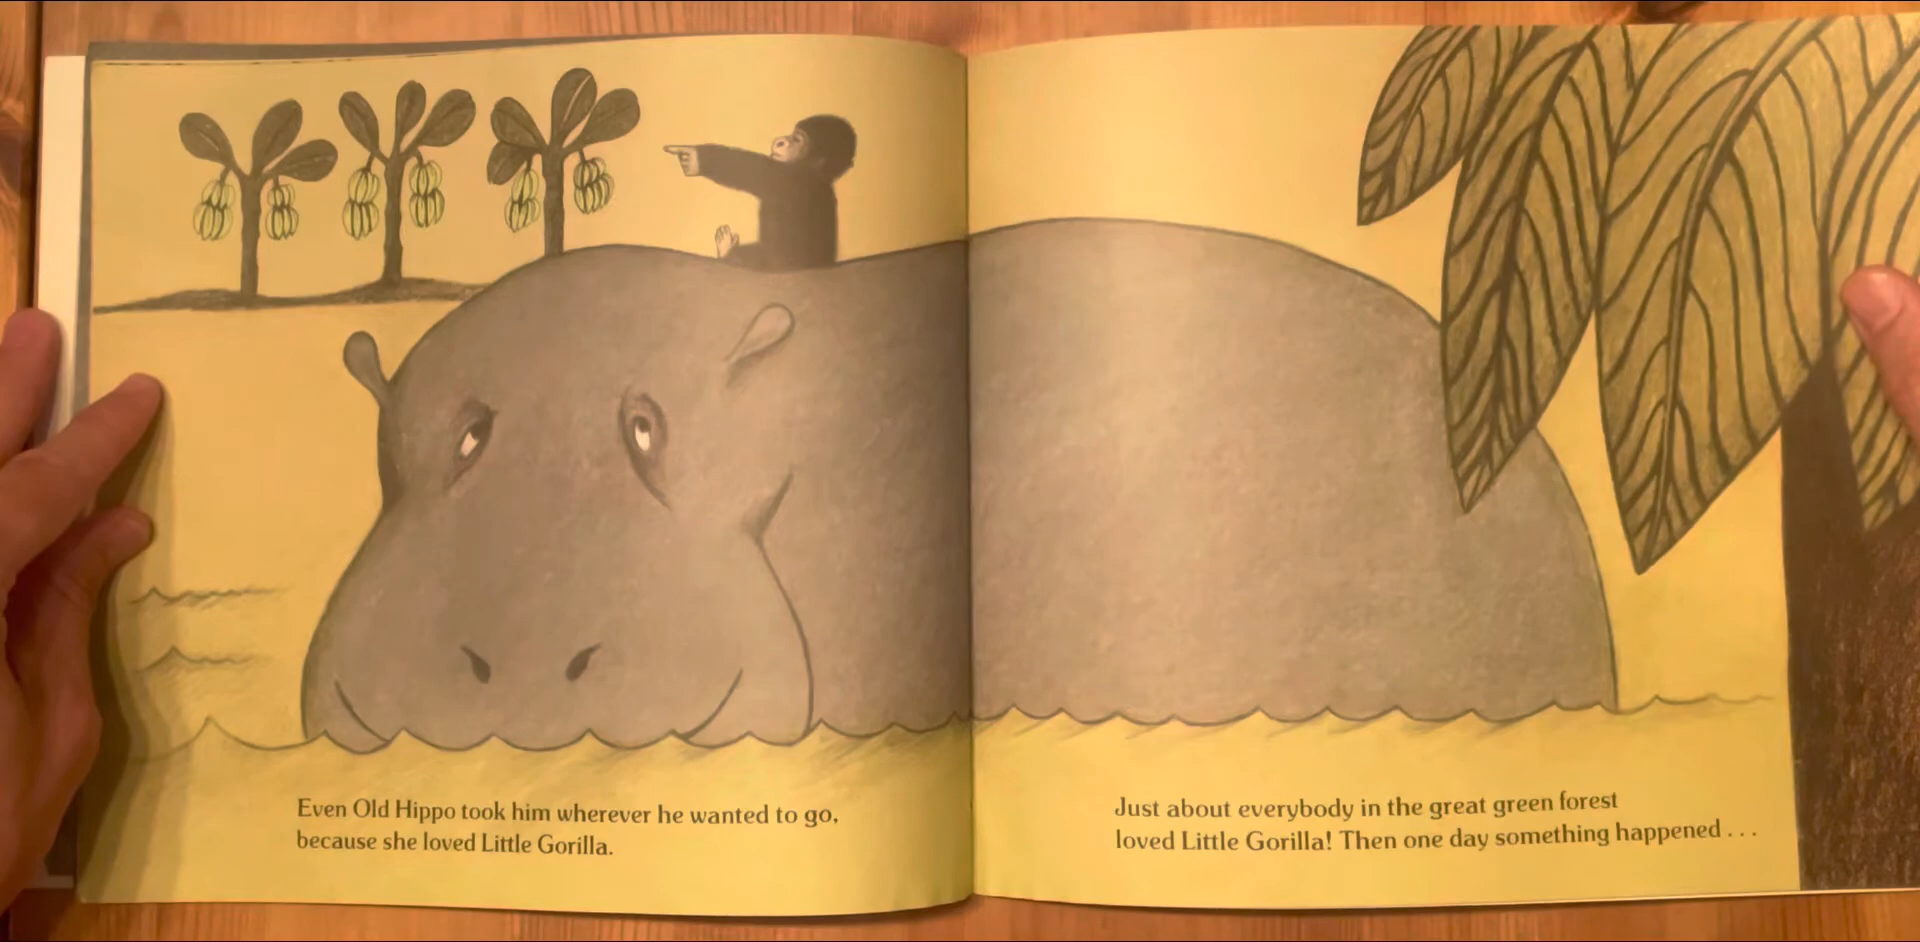 Even Old Hippo took him wherever he wanted to go,
because she loved Little Gorilla.
Just about everybody in the great green forest
loved Little Gorilla! Then one day something happened . . .